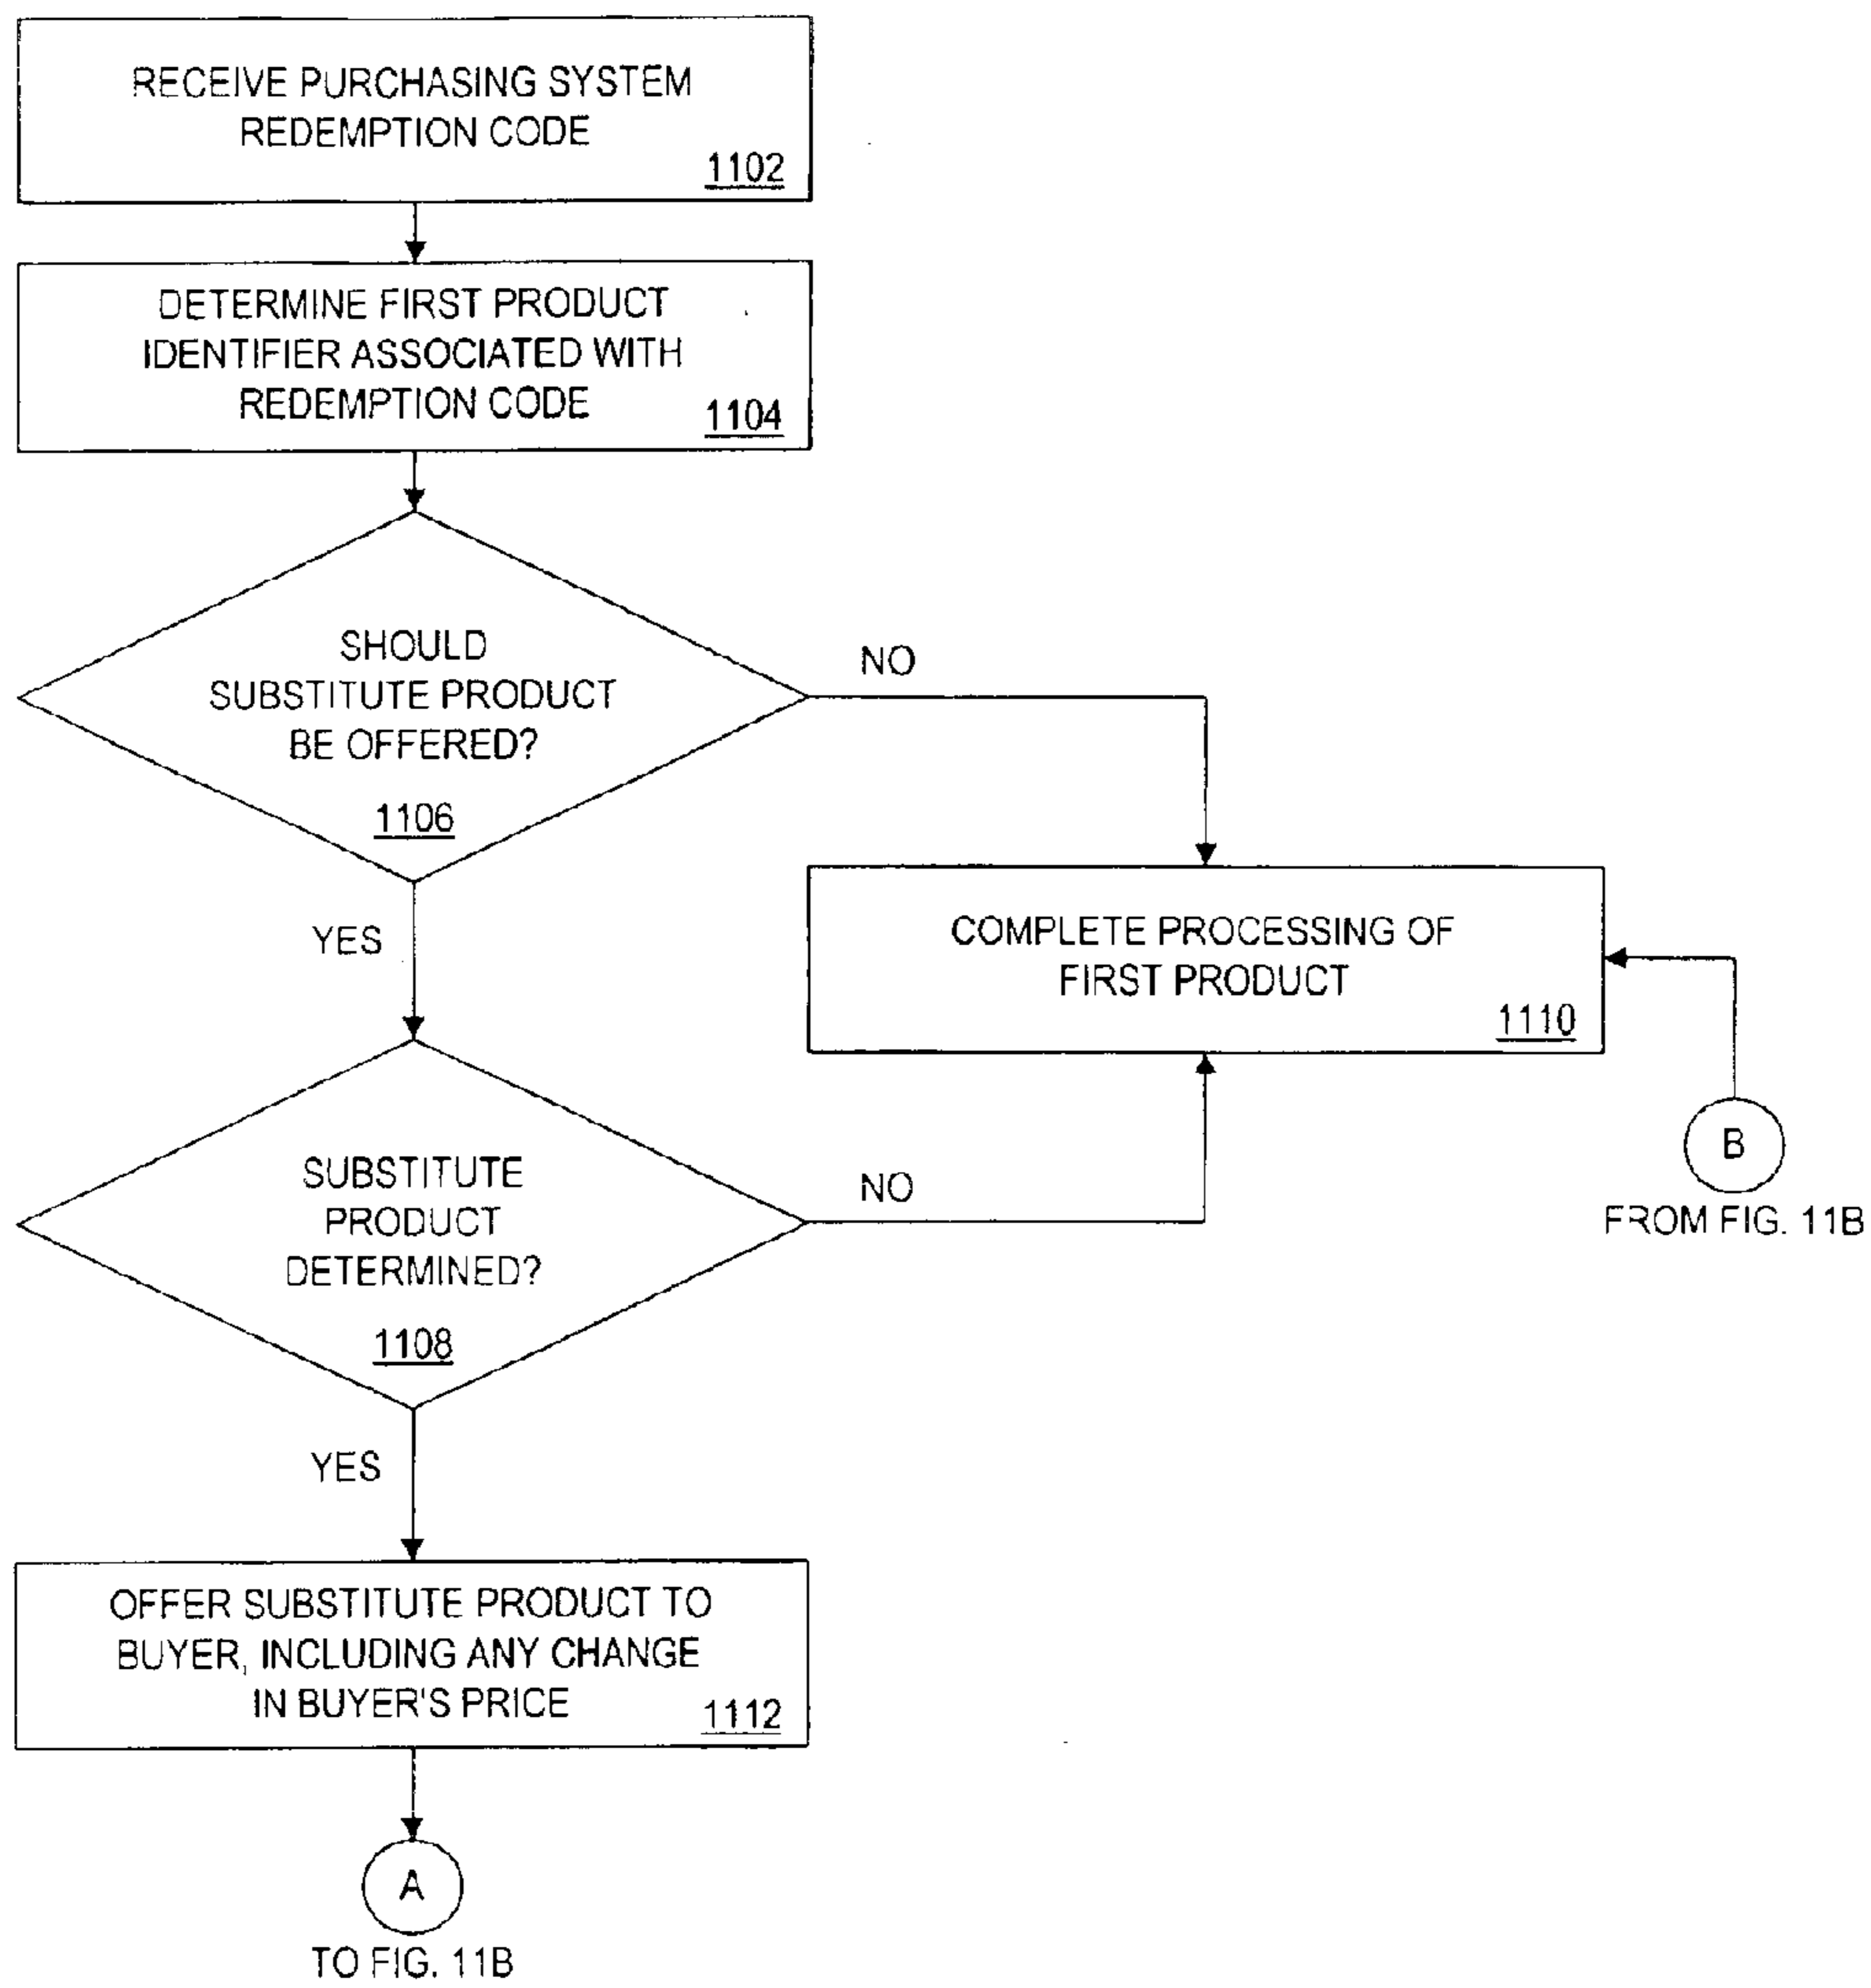 RECEIVE PURCHASING SYSTEM
REDEMPTION CODE
1102
DETERMINE FIRST PRODUCT
IDENTIFIER ASSOCIATED WITH
REDEMPTION CODE
1104
SHOULD
SUBSTITUTE PRODUCT
BE OFFERED?
1106
NO
YES
COMPLETE PROCESSING OF
FIRST PRODUCT
1110
B
FROM FIG. 11B
SUBSTITUTE
PRODUCT
DETERMINED?
1108
NO
YES
OFFER SUBSTITUTE PRODUCT TO
BUYER, INCLUDING ANY CHANGE
IN BUYER'S PRICE
1112
A
TO FIG. 11B